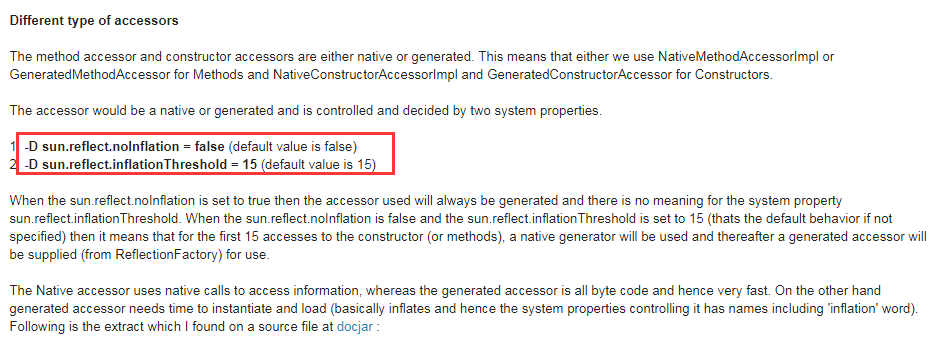 Different type of accessors
The method accessor and constructor accessors are either native or generated. This means that either we use NativeMethodAccessorImpl or
GeneratedMethodAccessor for Methods and NativeConstructorAccessorImpl and GeneratedConstructorAccessor for Constructors.
The accessor would be a native or generated and is controlled and decided by two system properties.
1 -D sun.reflect.noInflation = false (default value is false)
2 -D sun.reflect.inflationThreshold = 15 (default value is 15)
When the sun.reflect.noInflation is set to true then the accessor used will always be generated and there is no meaning for the system property
sun.reflect.inflationThreshold. When the sun.reflect.noInflation is false and the sun.reflect.inflationThreshold is set to 15 (thats the default behavior if not
specified) then it means that for the first 15 accesses to the constructor (or methods), a native generator will be used and thereafter a generated accessor will
be supplied (from ReflectionFactory) for use.
The Native accessor uses native calls to access information, whereas the generated accessor is all byte code and hence very fast. On the other hand
generated accessor needs time to instantiate and load (basically inflates and hence the system properties controlling it has names including 'inflation' word).
Following is the extract which I found on a source file at docjar :